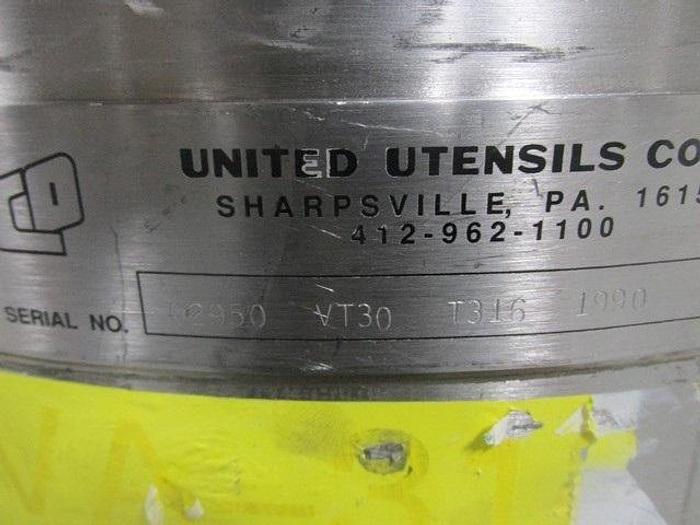 UNITED UTENSILS CO
SHARPSVILLE, PA. 1615
412-962-1100
SERIAL NO. VT30 T316 1990